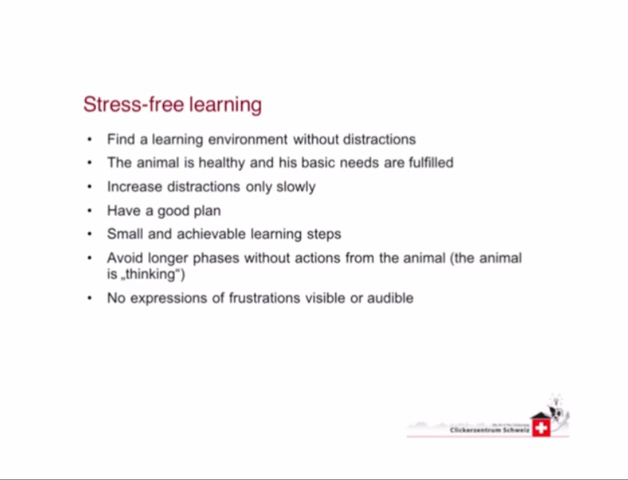 Stress-free learning
• Find a learning environment without distractions
• The animal is healthy and his basic needs are fulfilled
• Increase distractions only slowly
• Have a good plan
• Small and achievable learning steps
• Avoid longer phases without actions from the animal (the animal
is „thinking“)
• No expressions of frustrations visible or audible
Clickerzentrum Schweiz